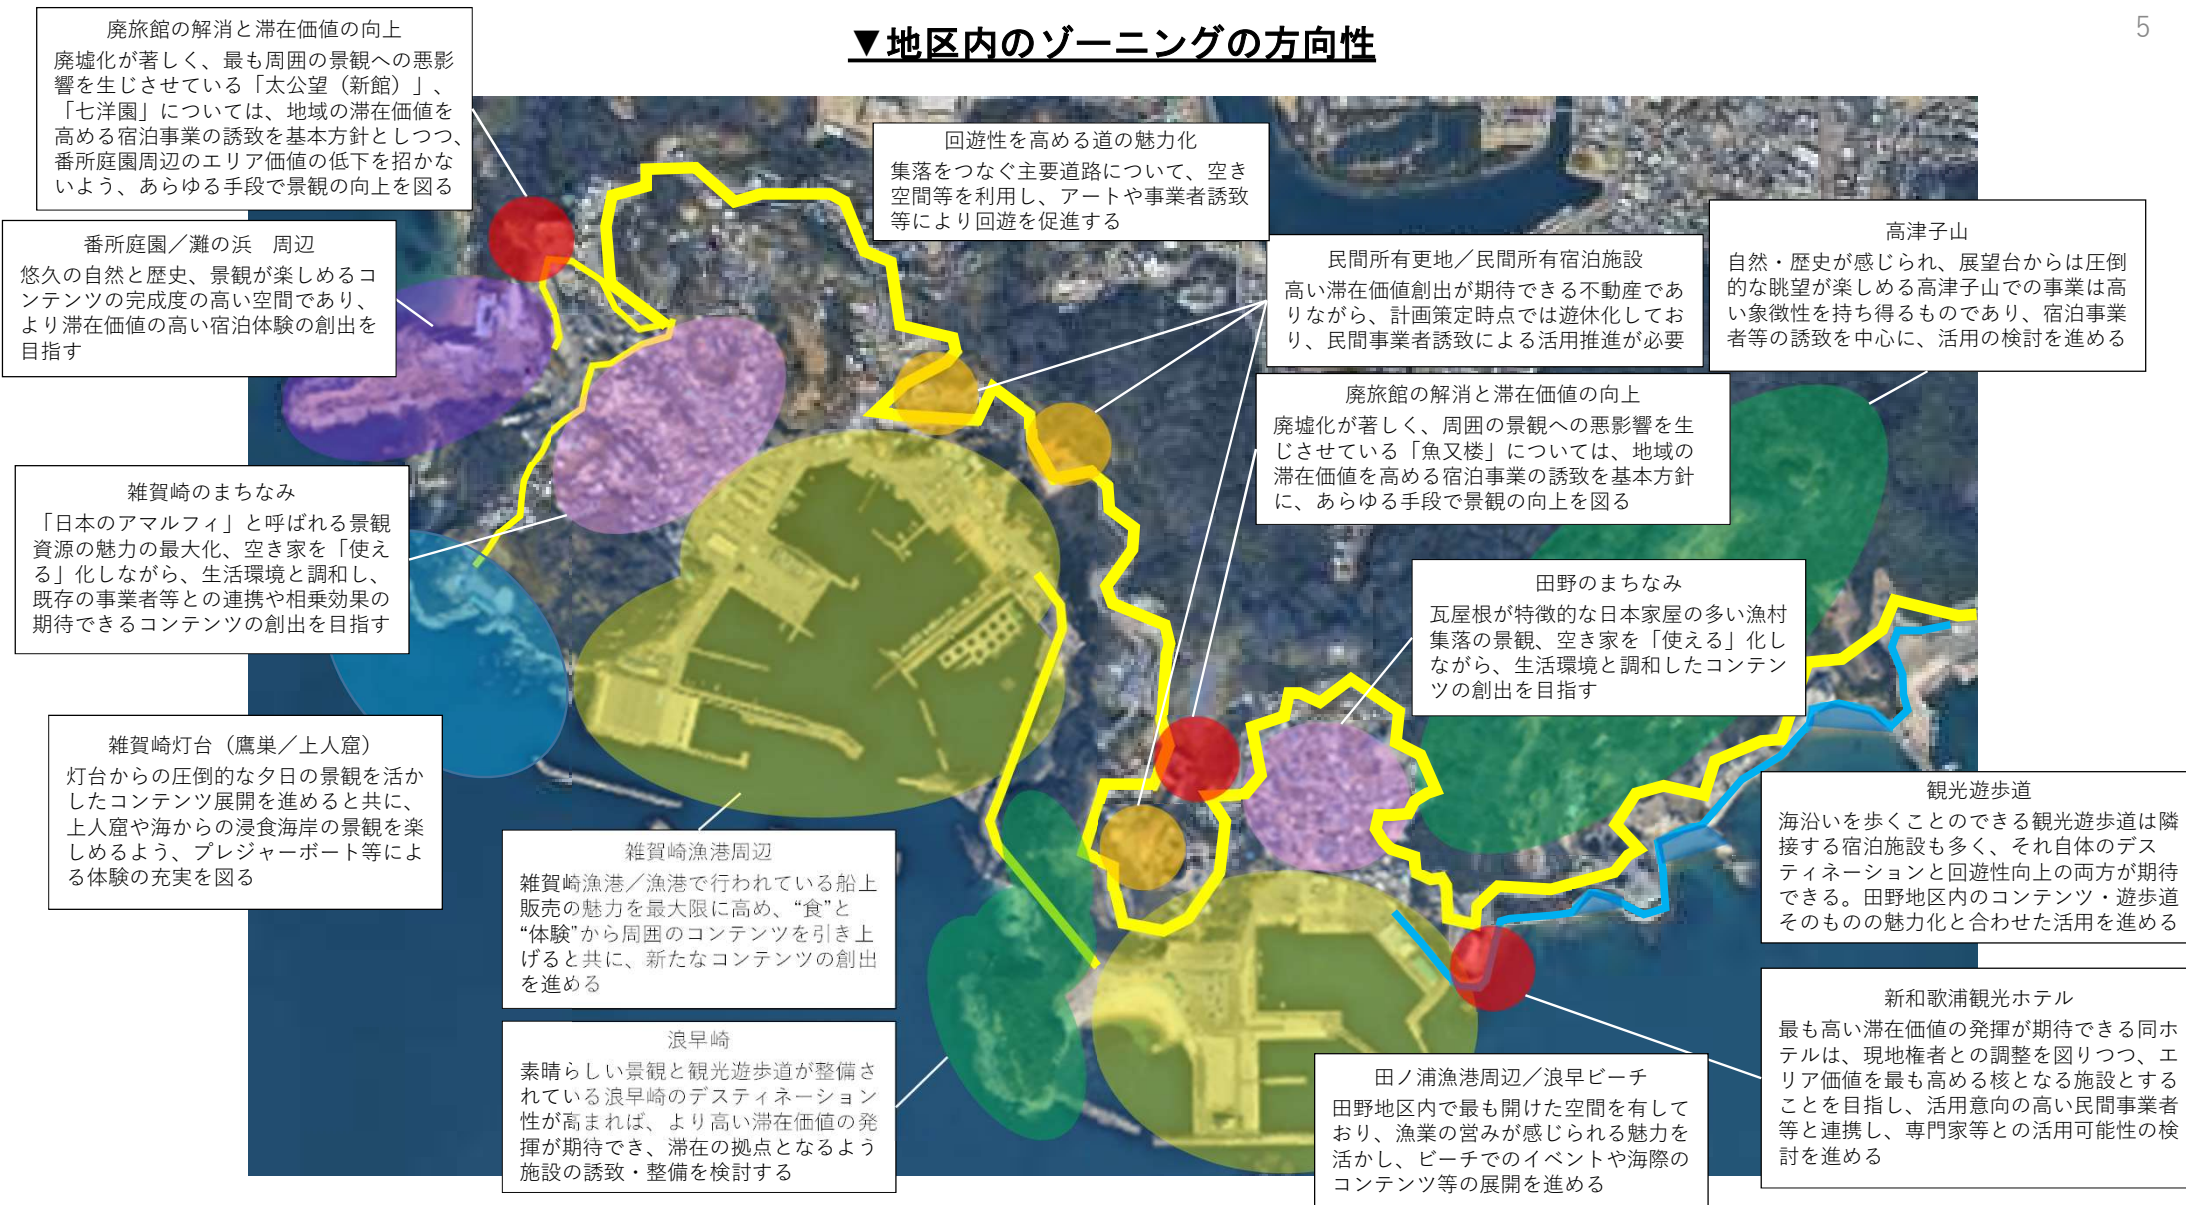 5
▼地区内のゾーニングの方向性
廃旅館の解消と滞在価値の向上
廃墟化が著しく、最も周囲の景観への悪影
響を生じさせている「太公望（新館）」、
「七洋園」については、地域の滞在価値を
高める宿泊事業の誘致を基本方針としつつ、
番所庭園周辺のエリア価値の低下を招かな
いよう、あらゆる手段で景観の向上を図る
回遊性を高める道の魅力化
集落をつなぐ主要道路について、空き
空間等を利用し、アートや事業者誘致
等により回遊を促進する
番所庭園／灘の浜　周辺
悠久の自然と歴史、景観が楽しめるコ
ンテンツの完成度の高い空間であり、
より滞在価値の高い宿泊体験の創出を
目指す
民間所有更地／民間所有宿泊施設
高い滞在価値創出が期待できる不動産であ
りながら、計画策定時点では遊休化してお
り、民間事業者誘致による活用推進が必要
高津子山
自然・歴史が感じられ、展望台からは圧倒
的な眺望が楽しめる高津子山での事業は高
い象徴性を持ち得るものであり、宿泊事業
者等の誘致を中心に、活用の検討を進める
廃旅館の解消と滞在価値の向上
廃墟化が著しく、周囲の景観への悪影響を生
じさせている「魚又楼」については、地域の
滞在価値を高める宿泊事業の誘致を基本方針
に、あらゆる手段で景観の向上を図る
雑賀崎のまちなみ
「日本のアマルフィ」と呼ばれる景観
資源の魅力の最大化、空き家を「使え
る」化しながら、生活環境と調和し、
既存の事業者等との連携や相乗効果の
期待できるコンテンツの創出を目指す
田野のまちなみ
瓦屋根が特徴的な日本家屋の多い漁村
集落の景観、空き家を「使える」化し
ながら、生活環境と調和したコンテン
ツの創出を目指す
雑賀崎灯台（鷹巣／上人窟）
灯台からの圧倒的な夕日の景観を活か
したコンテンツ展開を進めると共に、
上人窟や海からの浸食海岸の景観を楽
しめるよう、プレジャーボート等によ
る体験の充実を図る
観光遊歩道
海沿いを歩くことのできる観光遊歩道は隣
接する宿泊施設も多く、それ自体のデス
ティネーションと回遊性向上の両方が期待
できる。田野地区内のコンテンツ・遊歩道
そのものの魅力化と合わせた活用を進める
雑賀崎漁港周辺
雑賀崎漁港／漁港で行われている船上
販売の魅力を最大限に高め、“食”と
“体験”から周囲のコンテンツを引き上
げると共に、新たなコンテンツの創出
を進める
浪早崎
素晴らしい景観と観光遊歩道が整備さ
れている浪早崎のデスティネーション
性が高まれば、より高い滞在価値の発
揮が期待でき、滞在の拠点となるよう
施設の誘致・整備を検討する
新和歌浦観光ホテル
最も高い滞在価値の発揮が期待できる同ホ
テルは、現地権者との調整を図りつつ、エ
リア価値を最も高める核となる施設とする
ことを目指し、活用意向の高い民間事業者
等と連携し、専門家等との活用可能性の検
討を進める
田ノ浦漁港周辺／浪早ビーチ
田野地区内で最も開けた空間を有して
おり、漁業の営みが感じられる魅力を
活かし、ビーチでのイベントや海際の
コンテンツ等の展開を進める